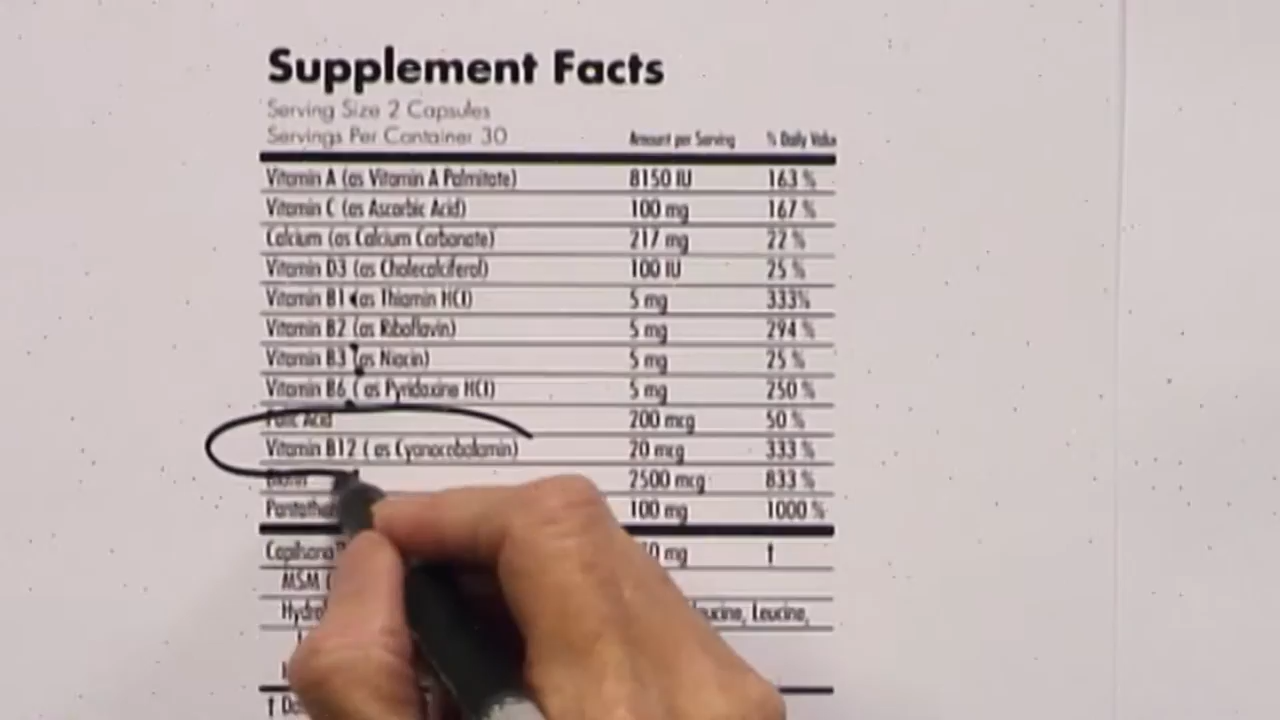 Supplement Facts
Serving Size 2 Capsules
Servings Per Container 30
Amount per Serving % Daily Value
Vitamin A (as Vitamin A Palmitate) 8150 IU 163 %
Vitamin C (as Ascorbic Acid) 100 mg 167 %
Calcium (as Calcium Carbonate) 217 mg 22 %
Vitamin D3 (as Cholecalciferol) 100 IU 25 %
Vitamin B1 (as Thiamin HCl) 5 mg 333%
Vitamin B2 (as Riboflavin) 5 mg 294 %
Vitamin B3 (as Niacin) 5 mg 25 %
Vitamin B6 ( as Pyridoxine HCl) 5 mg 250 %
Folic Acid 200 mcg 50 %
Vitamin B12 ( as Cyanocobalamin) 20 mcg 333 %
Biotin 2500 mcg 833 %
100 mg 1000 %
mg †
MSM (
Leucine,
†